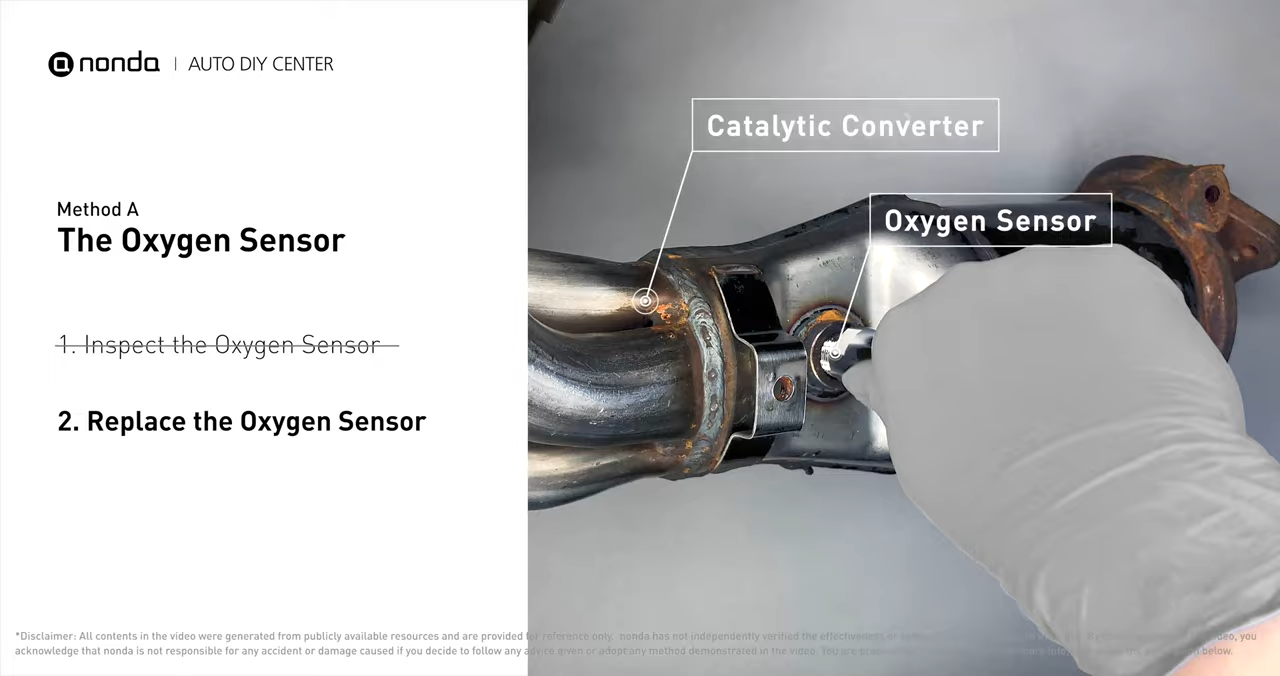 nonda | AUTO DIY CENTER
Method A
The Oxygen Sensor
1. Inspect the Oxygen Sensor
2. Replace the Oxygen Sensor
Catalytic Converter
Oxygen Sensor
*Disclaimer: All contents in the video were generated from publicly available resources and are provided for reference only. nonda has not independently verified the effectiveness or
acknowledge that nonda is not responsible for any accident or damage caused if you decide to follow any advice given or adopt any method demonstrated in the video. You are below.